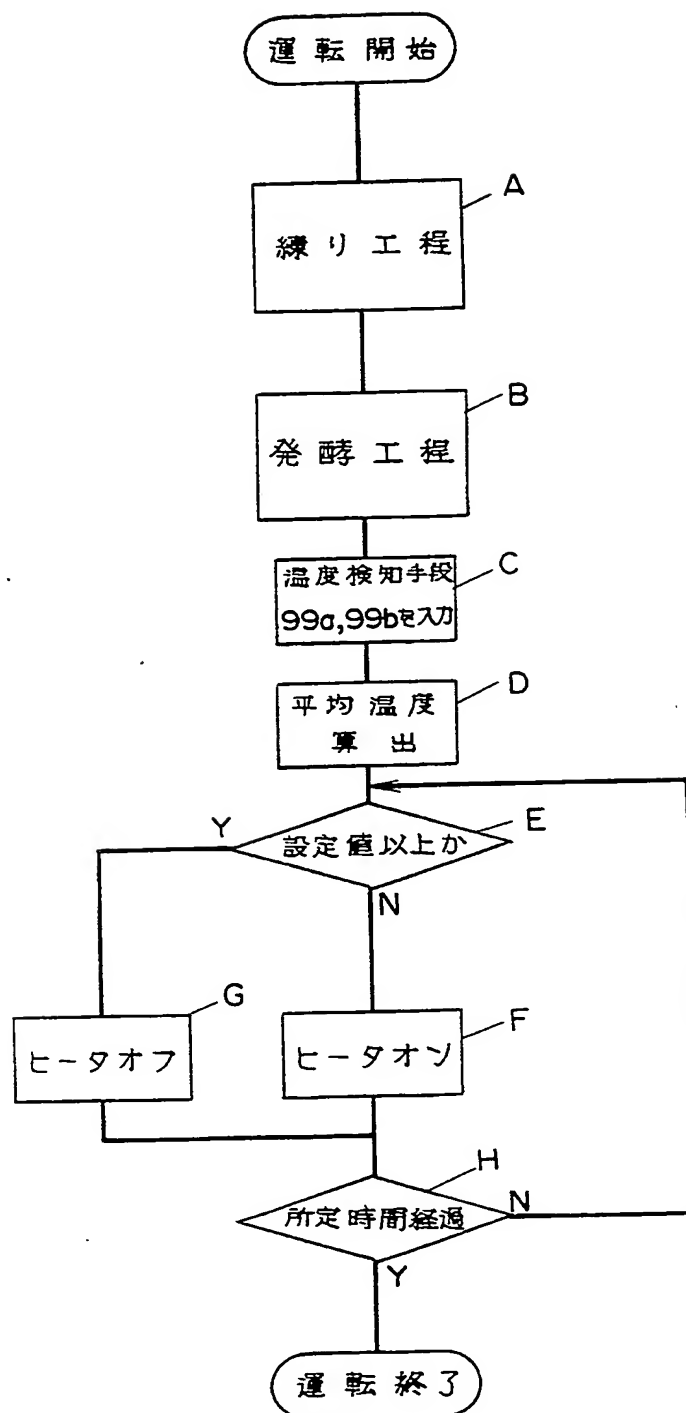 運転開始
A
練り工程
B
発酵工程
C
温度検知手段
99a,99bを入力
D
平均温度
算出
E
Y
設定値以上か
N
G
F
ヒータオフ
ヒータオン
H
所定時間経過
N
Y
運転終了